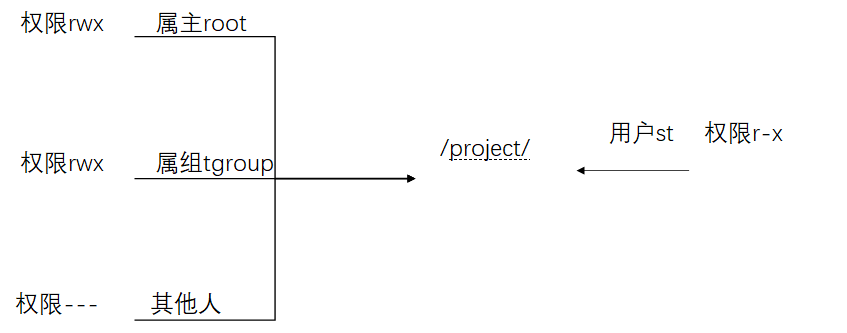 权限rwx 属主root
/project/
用户st 权限r-x
权限rwx 属组tgroup
权限--- 其他人